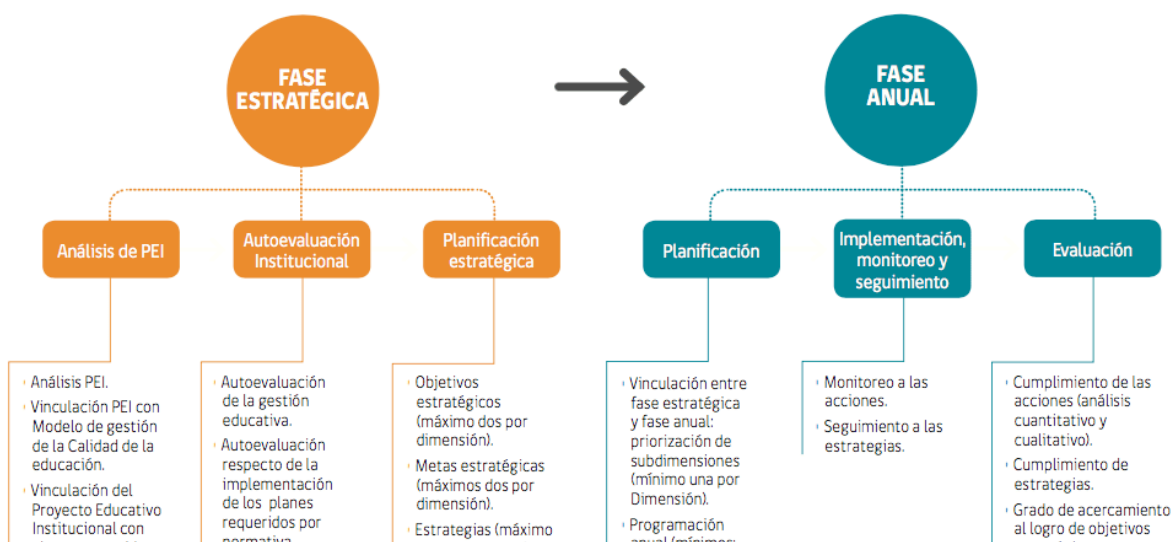 FASE
ESTRATÉGICA
FASE
ANUAL
Análisis de PEI
Autoevaluación
Institucional
Planificación
estratégica
Planificación
Implementación,
monitoreo y
seguimiento
Evaluación
Análisis PEI.
Vinculación PEI con
Modelo de gestión
de la Calidad de la
educación.
Vinculación del
Proyecto Educativo
Institucional con
Autoevaluación
de la gestión
educativa.
Autoevaluación
respecto de la
implementación
de los planes
requeridos por
normativa
Objetivos
estratégicos
(máximo dos por
dimensión).
Metas estratégicas
(máximos dos por
dimensión).
Estrategias (máximo
Vinculación entre
fase estratégica
y fase anual:
priorización de
subdimensiones
(mínimo una por
Dimensión).
Programación
anual (mínimos:
Monitoreo a las
acciones.
Seguimiento a las
estrategias.
Cumplimiento de las
acciones (análisis
cuantitativo y
cualitativo).
Cumplimiento de
estrategias.
Grado de acercamiento
al logro de objetivos